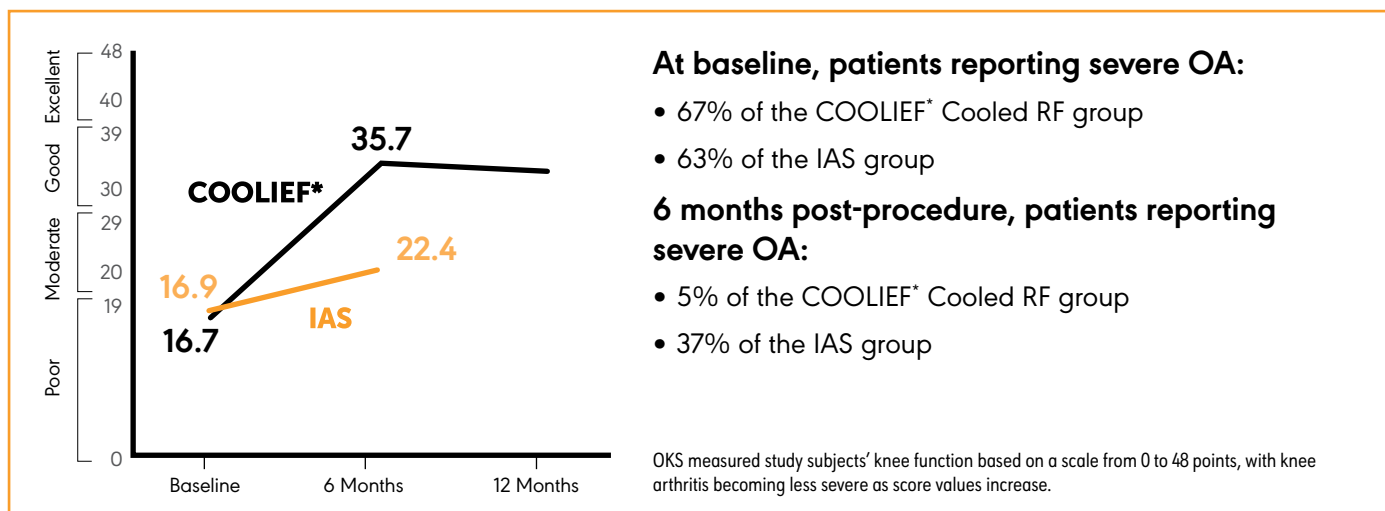 Excellent
Good
Moderate
Poor
48
40
39
30
29
20
19
0
35.7
COOLIEF*
22.4
16.9
IAS
16.7
Baseline
6 Months
12 Months
At baseline, patients reporting severe OA:
• 67% of the COOLIEF* Cooled RF group
• 63% of the IAS group
6 months post-procedure, patients reporting
severe OA:
• 5% of the COOLIEF* Cooled RF group
• 37% of the IAS group
OKS measured study subjects’ knee function based on a scale from 0 to 48 points, with knee
arthritis becoming less severe as score values increase.